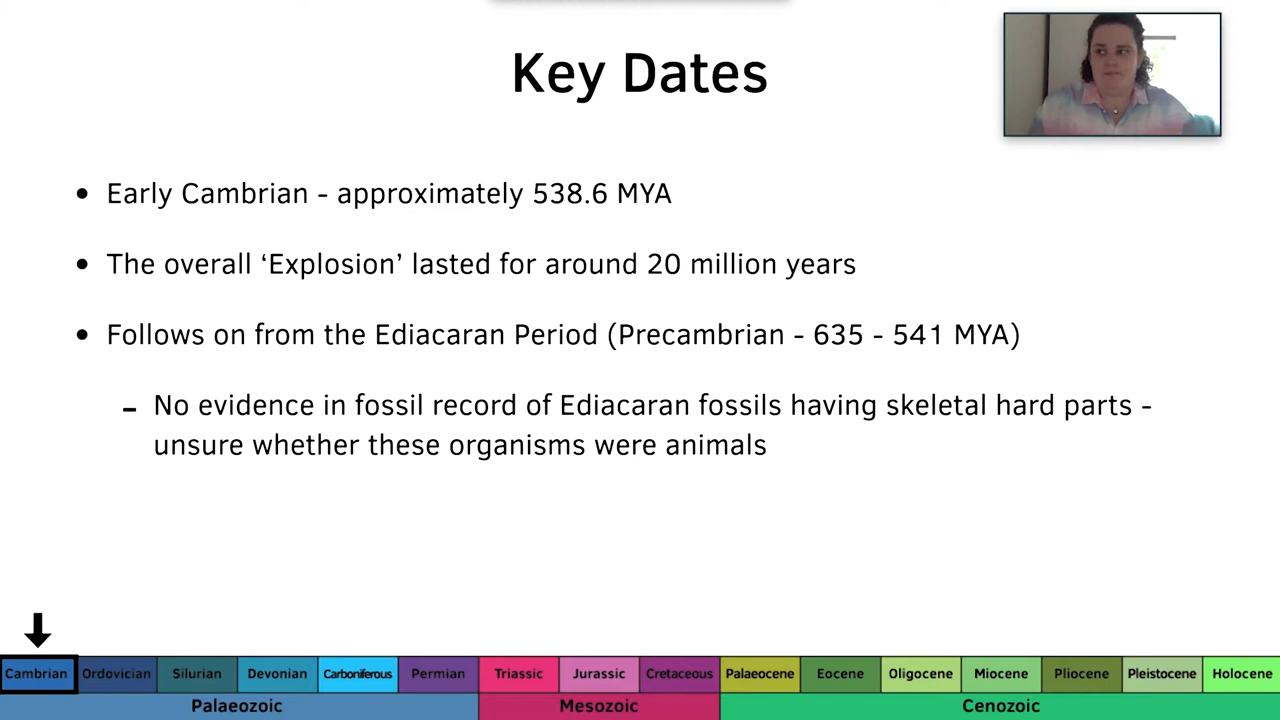 Key Dates
• Early Cambrian - approximately 538.6 MYA
• The overall ‘Explosion’ lasted for around 20 million years
• Follows on from the Ediacaran Period (Precambrian - 635 - 541 MYA)
- No evidence in fossil record of Ediacaran fossils having skeletal hard parts -
unsure whether these organisms were animals
Cambrian Ordovician Silurian Devonian Carboniferous Permian Triassic Jurassic Cretaceous Palaeocene Eocene Oligocene Miocene Pliocene Pleistocene Holocene
Palaeozoic Mesozoic Cenozoic